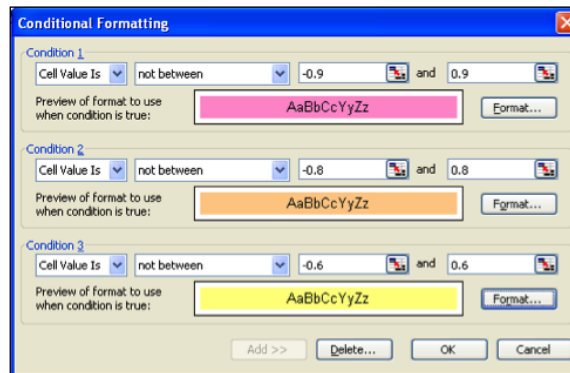 Conditional Formatting
Condition 1
Cell Value Is not between -0.9 and 0.9
Preview of format to use
when condition is true:
AaBbCcYyZz
Format...
Condition 2
Cell Value Is not between -0.8 and 0.8
Preview of format to use
when condition is true:
AaBbCcYyZz
Format...
Condition 3
Cell Value Is not between -0.6 and 0.6
Preview of format to use
when condition is true:
AaBbCcYyZz
Format...
Add >> Delete... OK Cancel